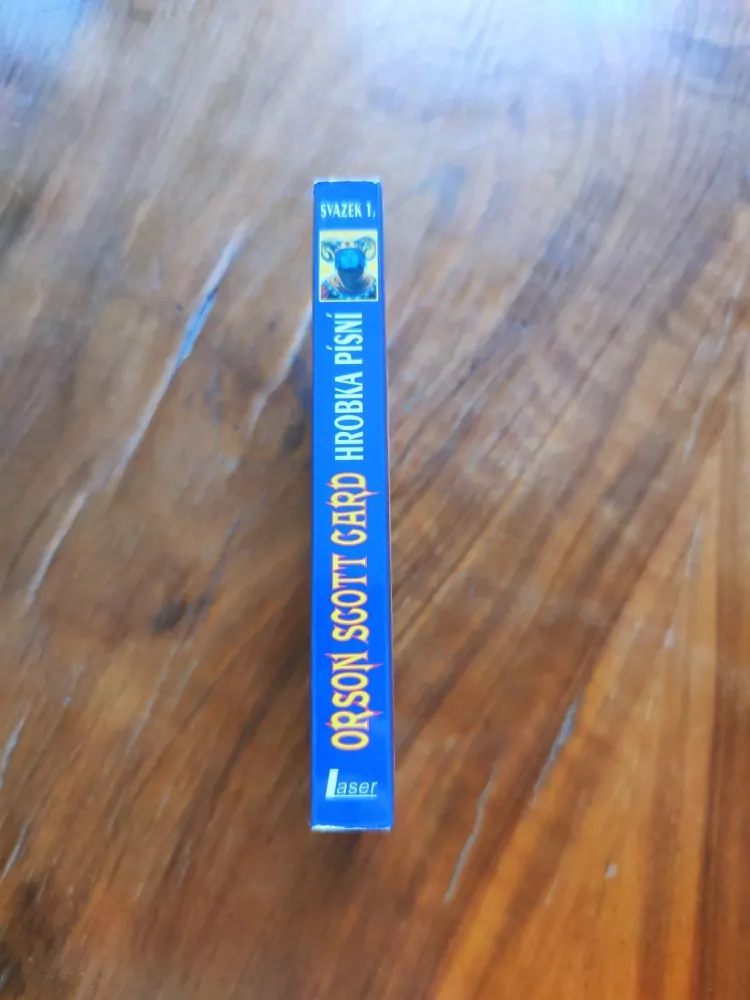 SVAZEK 1.
HROBKA PÍSNÍ
ORSON SCOTT CARD
Laser